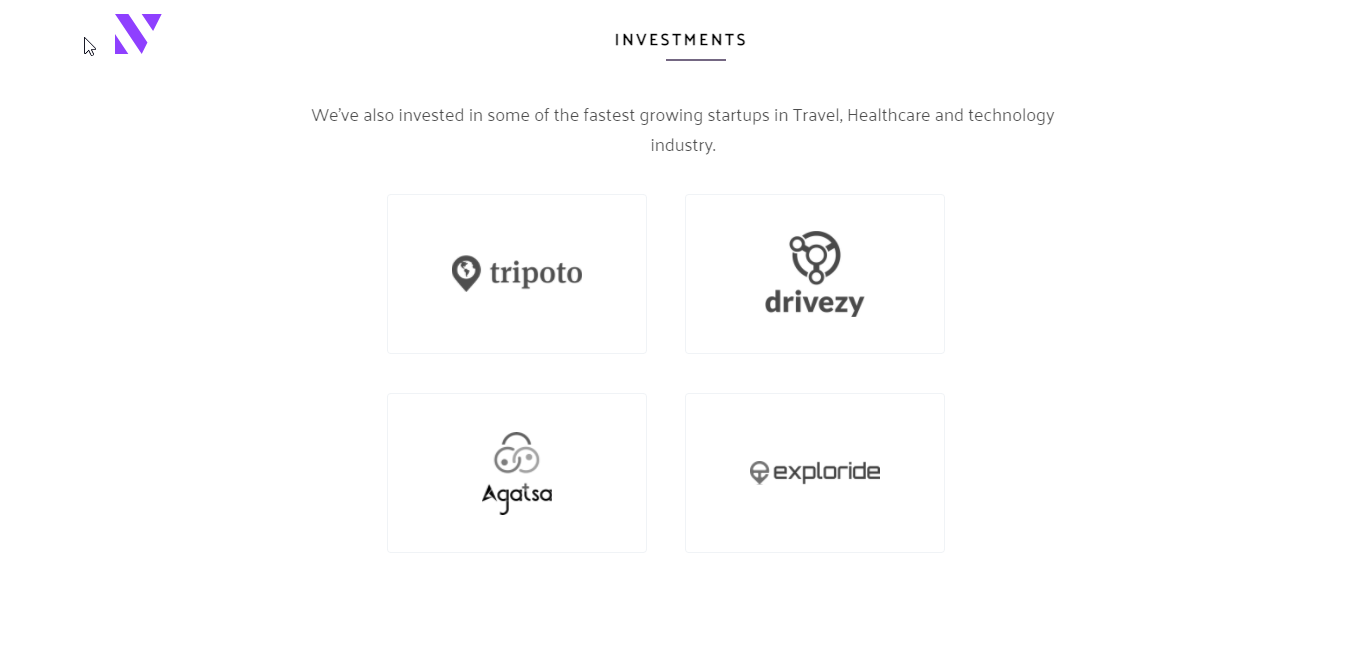 INVESTMENTS
We've also invested in some of the fastest growing startups in Travel, Healthcare and technology
industry.
tripoto
drivezy
Agatsa
exploride